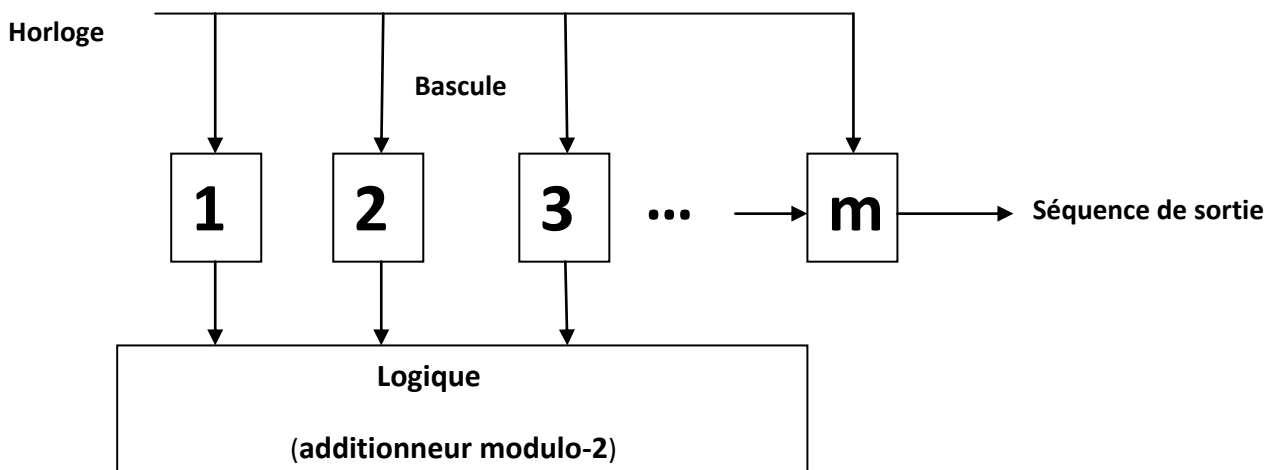 Horloge
Bascule
1 2 3 ... m
Séquence de sortie
Logique
(additionneur modulo-2)